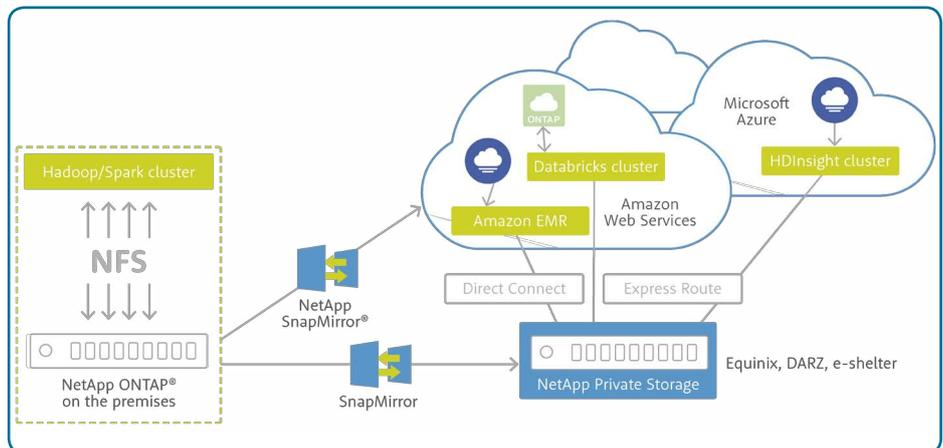 Hadoop/Spark cluster
NFS
NetApp ONTAP®
on the premises
NetApp
SnapMirror®
SnapMirror
ONTAP
Databricks cluster
Amazon EMR
Amazon
Web Services
Microsoft
Azure
HDInsight cluster
Direct Connect
Express Route
NetApp Private Storage
Equinix, DARZ, e-shelter